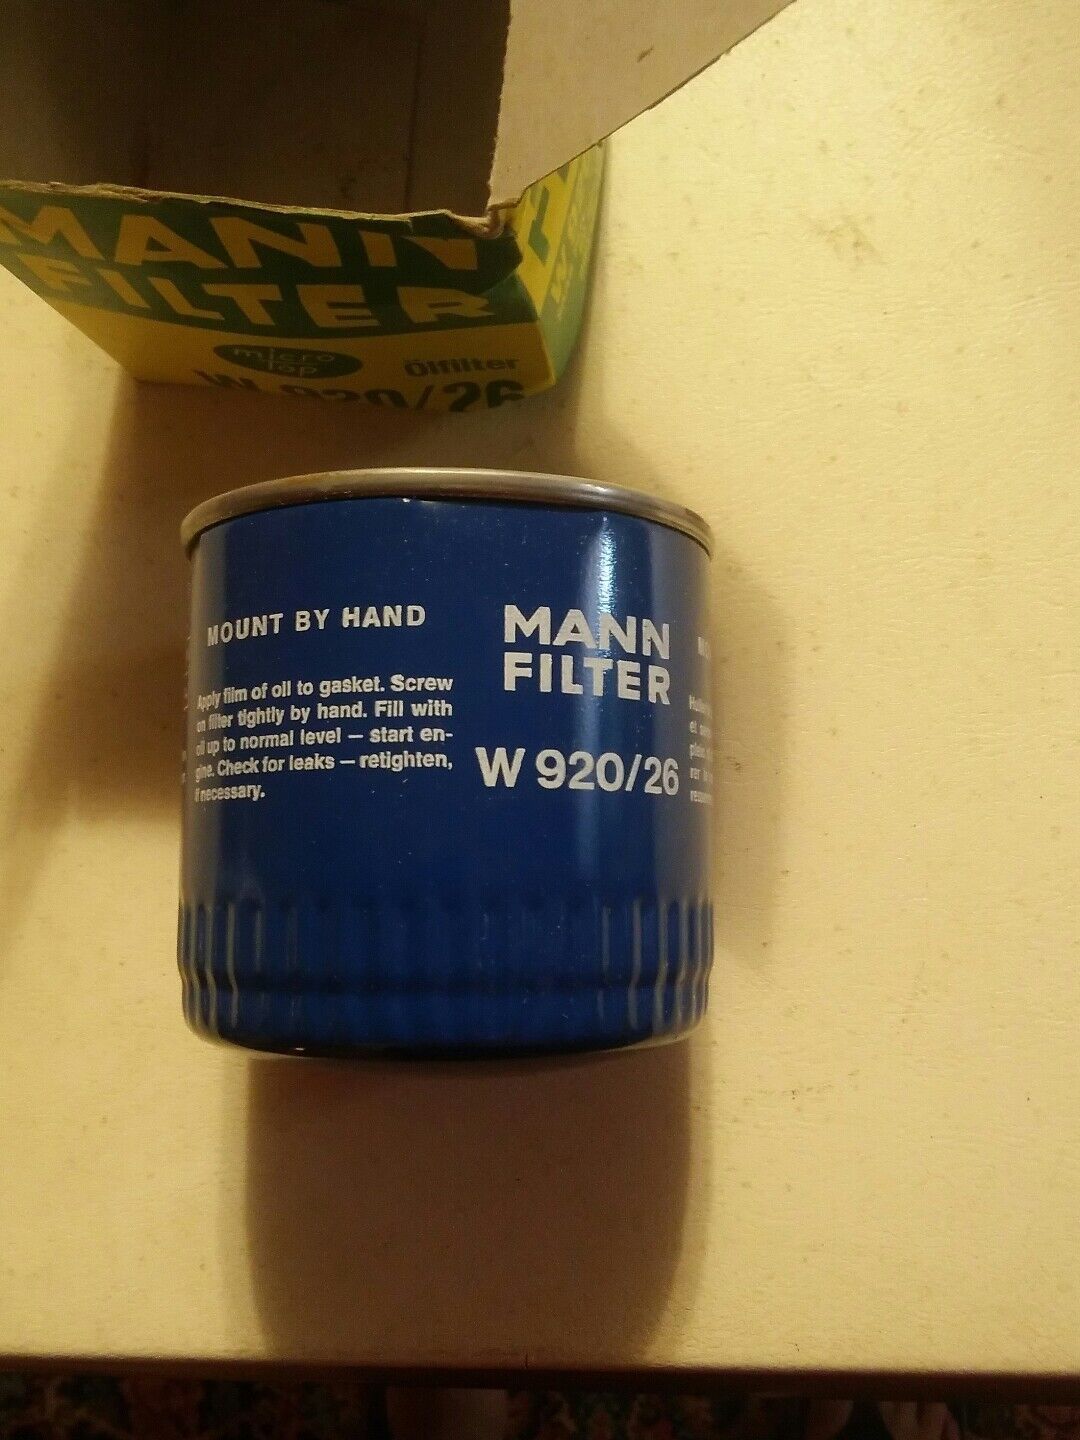 MANN
FILTER
micro
top
Ölfilter
W 920/26
MOUNT BY HAND
Apply film of oil to gasket. Screw
on filter tightly by hand. Fill with
oil up to normal level – start en-
gine. Check for leaks – retighten,
if necessary.
MANN
FILTER
W 920/26